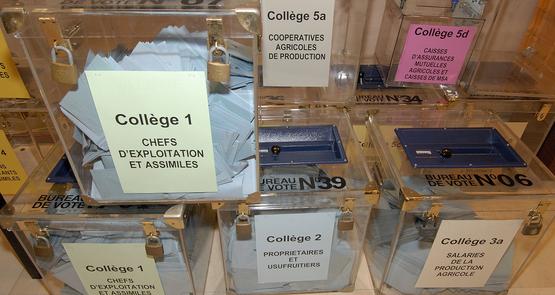 Collège 5a
COOPERATIVES
AGRICOLES
DE PRODUCTION
Collège 5d
CAISSES
D'ASSURANCES
MUTUELLES
AGRICOLES et
CAISSES DE MSA
Collège 1
CHEFS
D'EXPLOITATION
ET ASSIMILES
BUREAU
DE VOTE N°39
BUREAU
DE VOTE N°06
Collège 1
CHEFS
D'EXPLOITATION
ET ASSIMILES
Collège 2
PROPRIETAIRES
ET
USUFRUITIERS
Collège 3a
SALARIES
DE LA
PRODUCTION
AGRICOLE